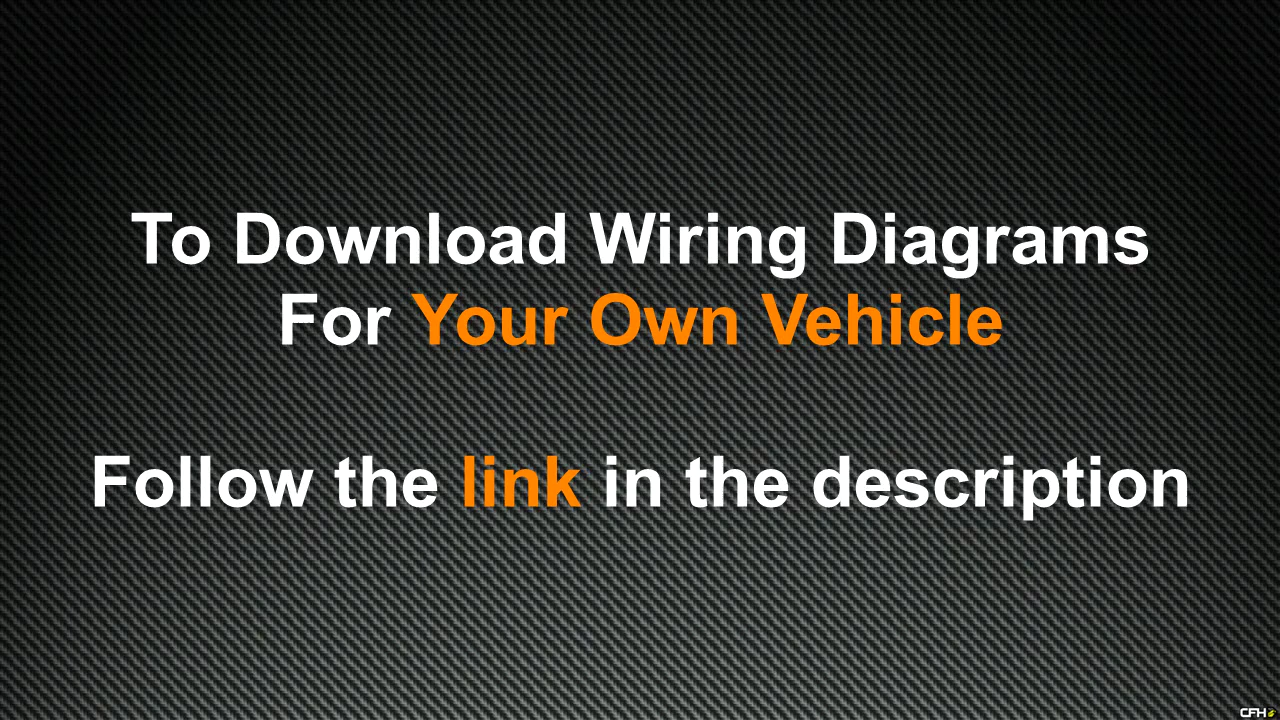 To Download Wiring Diagrams
For Your Own Vehicle
Follow the link in the description
CFH